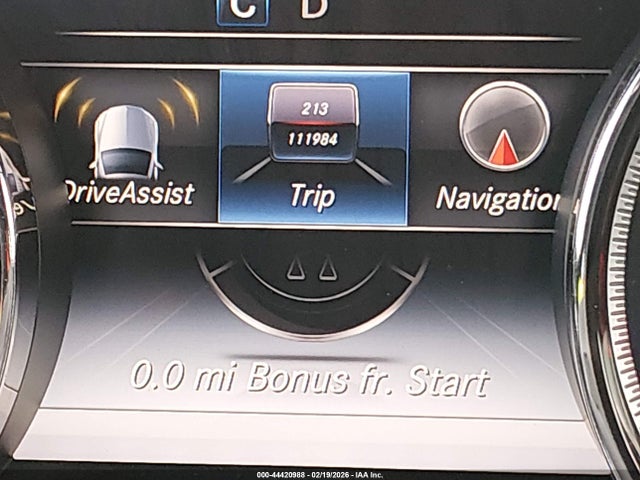 C D
213
111984
DriveAssist Trip Navigation
0.0 mi Bonus fr. Start
000-44420988 - 02/19/2026 - IAA Inc.